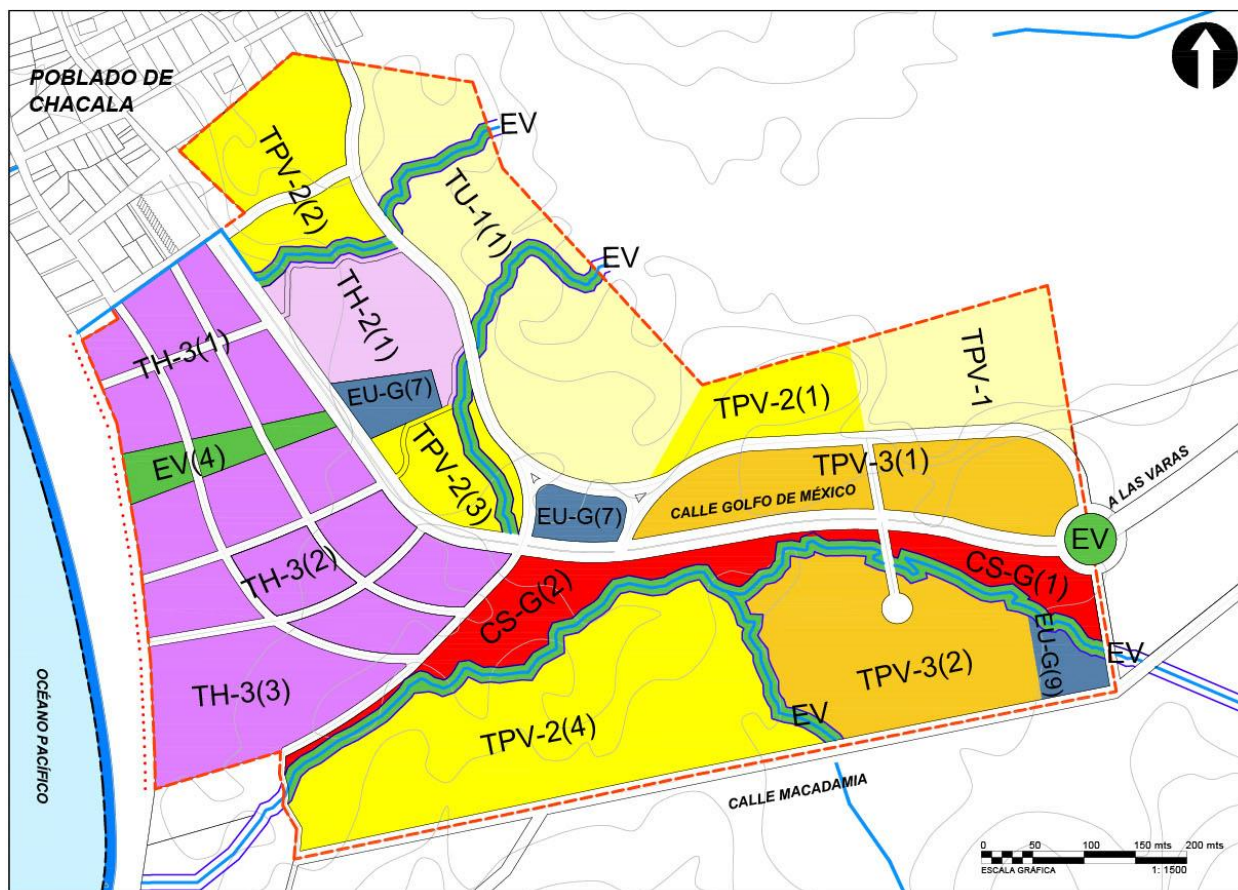 POBLADO DE
CHACALA
EV
TPV-2(2)
TU-1(1)
EV
TH-2(1)
TH-3(1)
EU-G(7)
TPV-2(1)
TPV-1
TPV-2(3)
EV(4)
TPV-3(1)
A LAS VARAS
CALLE GOLFO DE MÉXICO
EU-G(7)
EV
TH-3(2)
CS-G(2)
CS-G(1)
EU-G(9)
EV
TH-3(3)
TPV-3(2)
OCÉANO PACÍFICO
TPV-2(4)
EV
CALLE MACADAMIA
0 50 100 150 mts 200 mts
ESCALA GRÁFICA 1: 1500